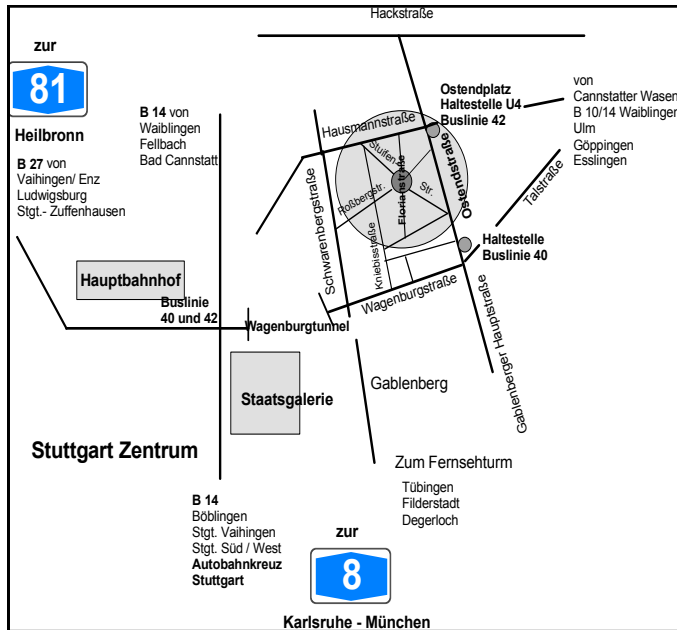 Hackstraße
zur
81
Heilbronn
B 27 von
Vaihingen/ Enz
Ludwigsburg
Stgt.- Zuffenhausen
B 14 von
Waiblingen
Fellbach
Bad Cannstatt
Ostendplatz
Haltestelle U4
Buslinie 42
von
Cannstatter Wasen
B 10/14 Waiblingen
Ulm
Göppingen
Esslingen
Hausmannstraße
Stuifen-
Str.
Roßbergstr.
Florianstraße
Ostendstraße
Talstraße
Schwarenbergstraße
Kniebisstraße
Haltestelle
Buslinie 40
Wagenburgstraße
Gablenberger Hauptstraße
Hauptbahnhof
Buslinie
40 und 42
Wagenburgtunnel
Staatsgalerie
Gablenberg
Stuttgart Zentrum
Zum Fernsehturm
Tübingen
Filderstadt
Degerloch
B 14
Böblingen
Stgt. Vaihingen
Stgt. Süd / West
Autobahnkreuz
Stuttgart
zur
8
Karlsruhe - München